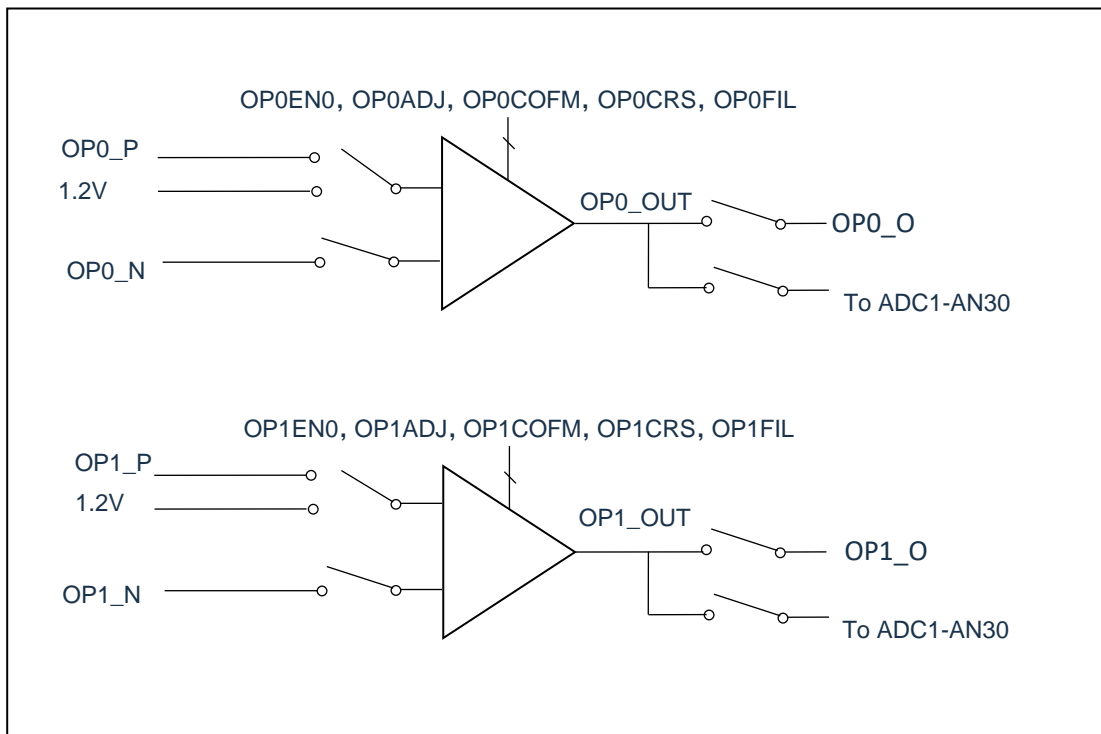 OP0EN0, OP0ADJ, OP0COFM, OP0CRS, OP0FIL
OP0_P
1.2V
OP0_N
OP0_OUT
OP0_O
To ADC1-AN30
OP1EN0, OP1ADJ, OP1COFM, OP1CRS, OP1FIL
OP1_P
1.2V
OP1_N
OP1_OUT
OP1_O
To ADC1-AN30